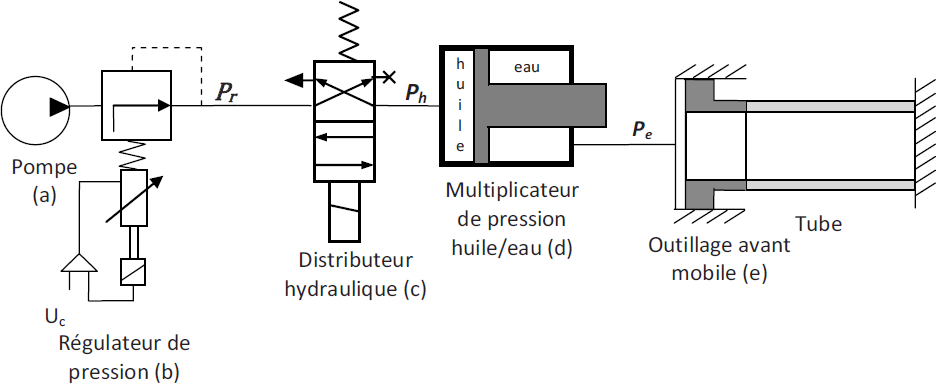 Pompe
(a)
U_c
Régulateur de
pression (b)
P_r
Distributeur
hydraulique (c)
P_h
huile
eau
Multiplicateur
de pression
huile/eau (d)
P_e
Outillage avant
mobile (e)
Tube